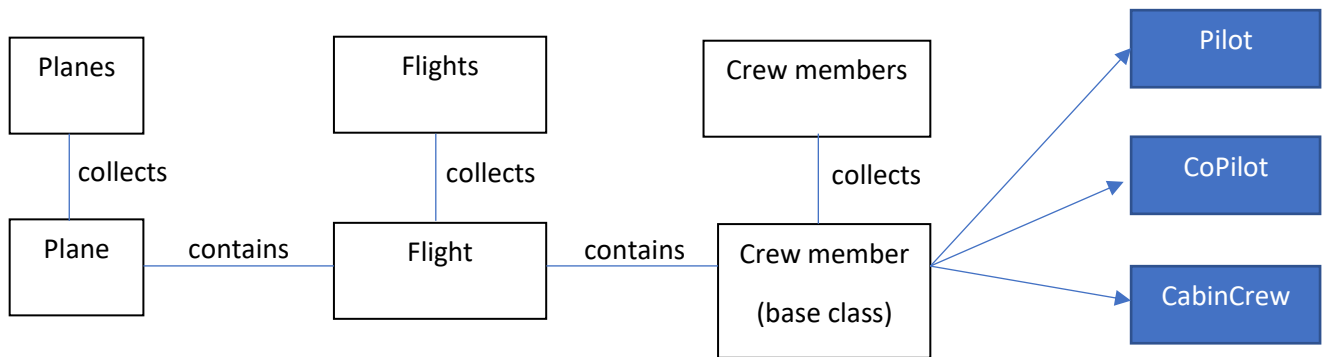 Planes
Flights
Crew members
Pilot
collects
collects
collects
CoPilot
Plane
contains
Flight
contains
Crew member
(base class)
CabinCrew